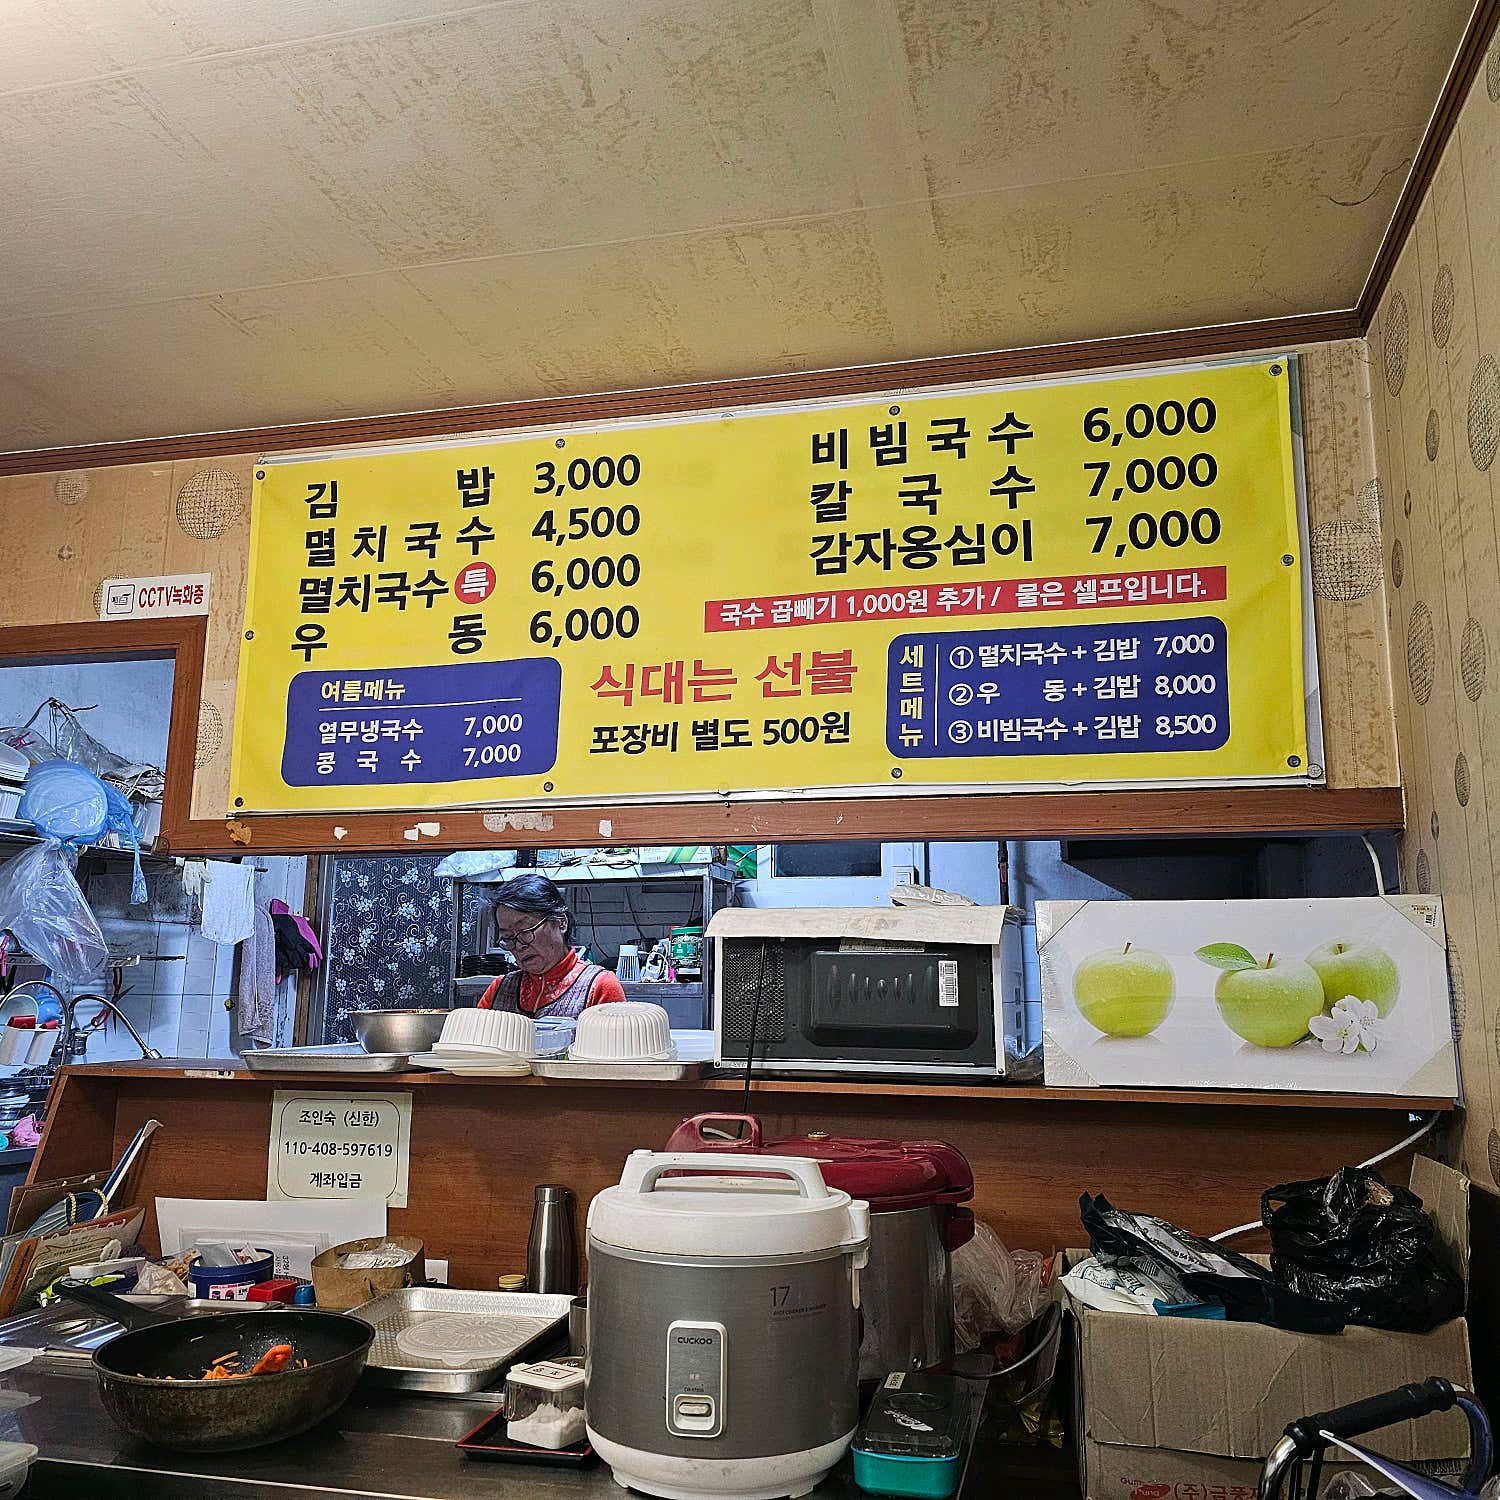 김 밥 3,000
멸치국수 4,500
멸치국수 특 6,000
우 동 6,000
비빔국수 6,000
칼 국 수 7,000
감자옹심이 7,000
국수 곱빼기 1,000원 추가 / 물은 셀프입니다.
여름메뉴
열무냉국수 7,000
콩 국 수 7,000
식대는 선불
포장비 별도 500원
세트메뉴
① 멸치국수 + 김밥 7,000
② 우 동 + 김밥 8,000
③ 비빔국수 + 김밥 8,500
CCTV녹화중
조인숙 (신한)
110-408-597619
계좌입금
17
CUCKOO